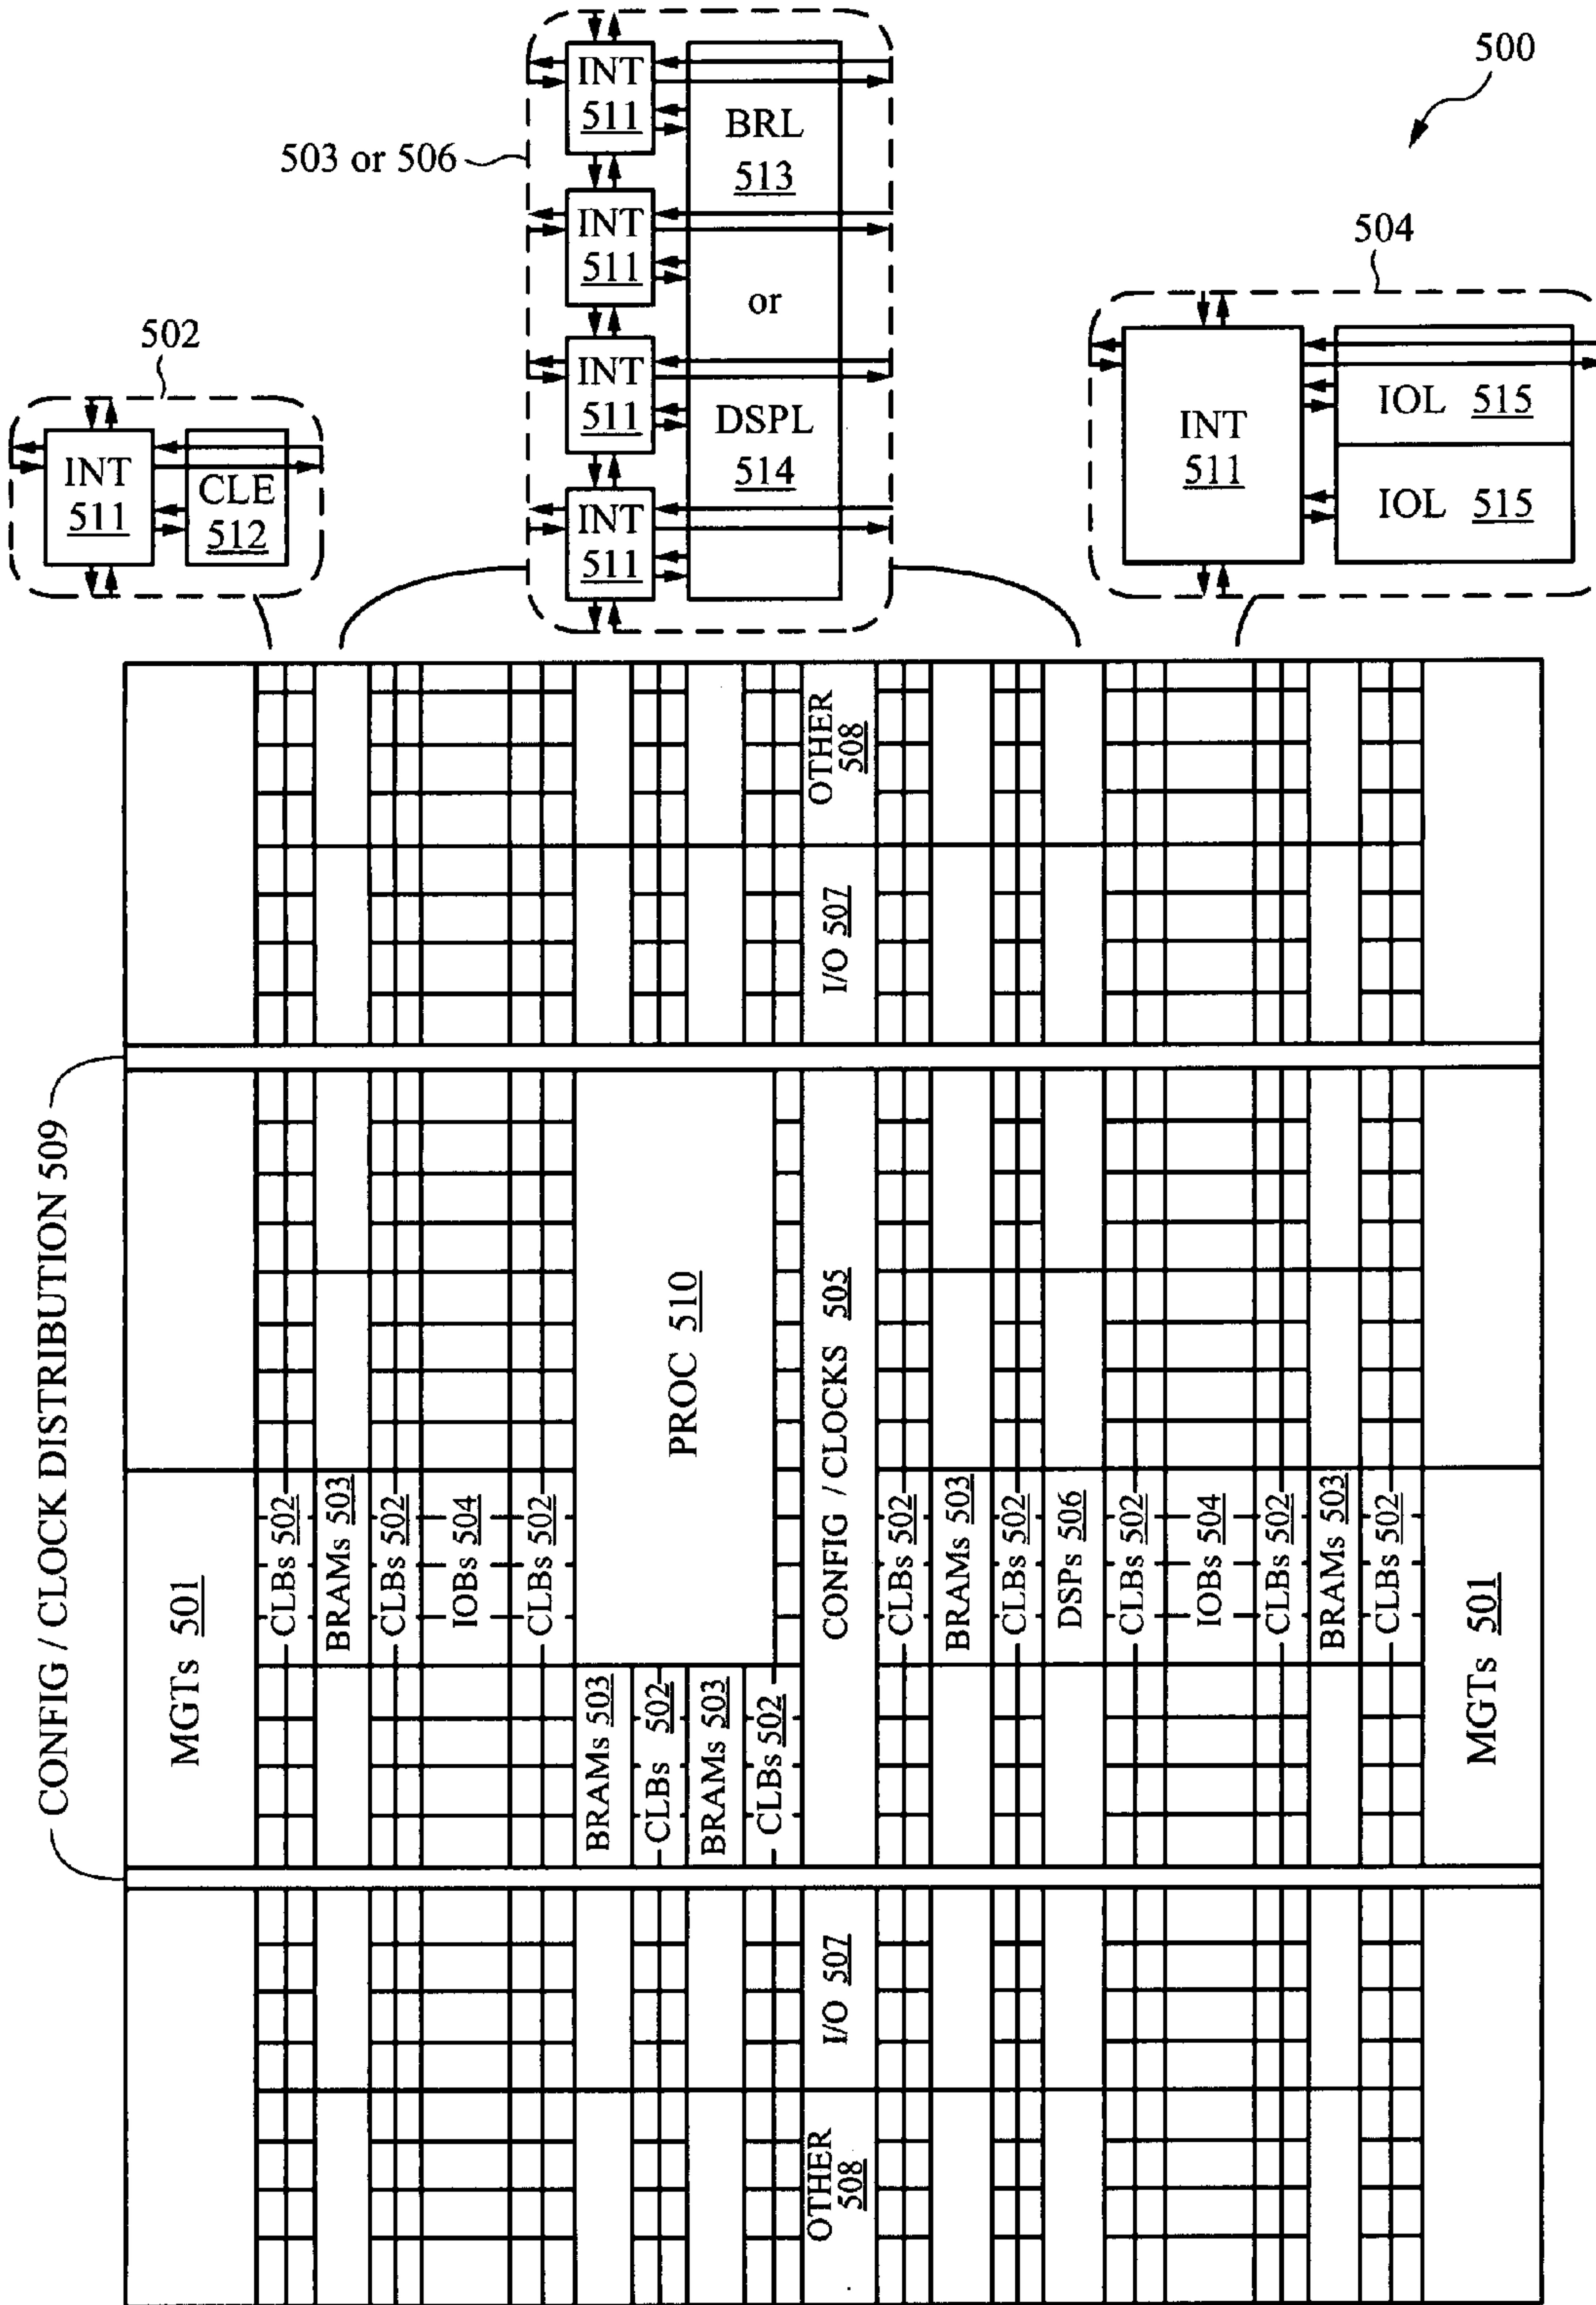 500
503 or 506
INT
511
INT
511
INT
511
INT
511
BRL
513
or
DSPL
514
502
INT
511
CLE
512
504
INT
511
IOL 515
IOL 515
CONFIG / CLOCK DISTRIBUTION 509
OTHER
508
I/O 507
MGTs 501
CLBs 502
BRAMs 503
CLBs 502
IOBs 504
CLBs 502
BRAMs 503
CLBs 502
BRAMs 503
CLBs 502
PROC 510
CONFIG / CLOCKS 505
CLBs 502
BRAMs 503
CLBs 502
DSPs 506
CLBs 502
IOBs 504
CLBs 502
BRAMs 503
CLBs 502
MGTs 501
I/O 507
OTHER
508